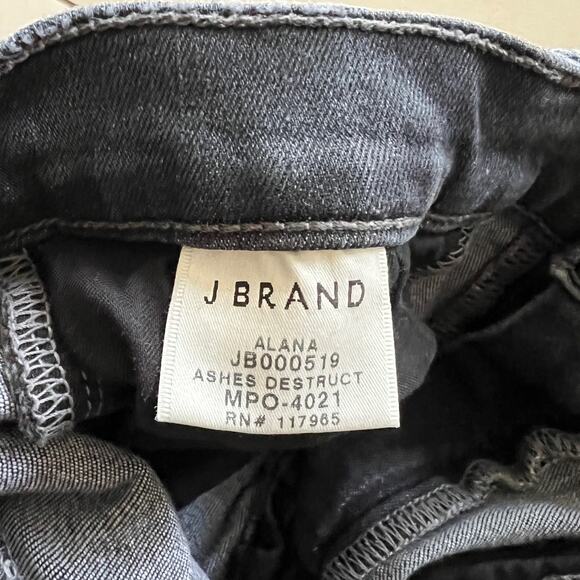 J BRAND
ALANA
JB000519
ASHES DESTRUCT
MPO-4021
RN# 117965